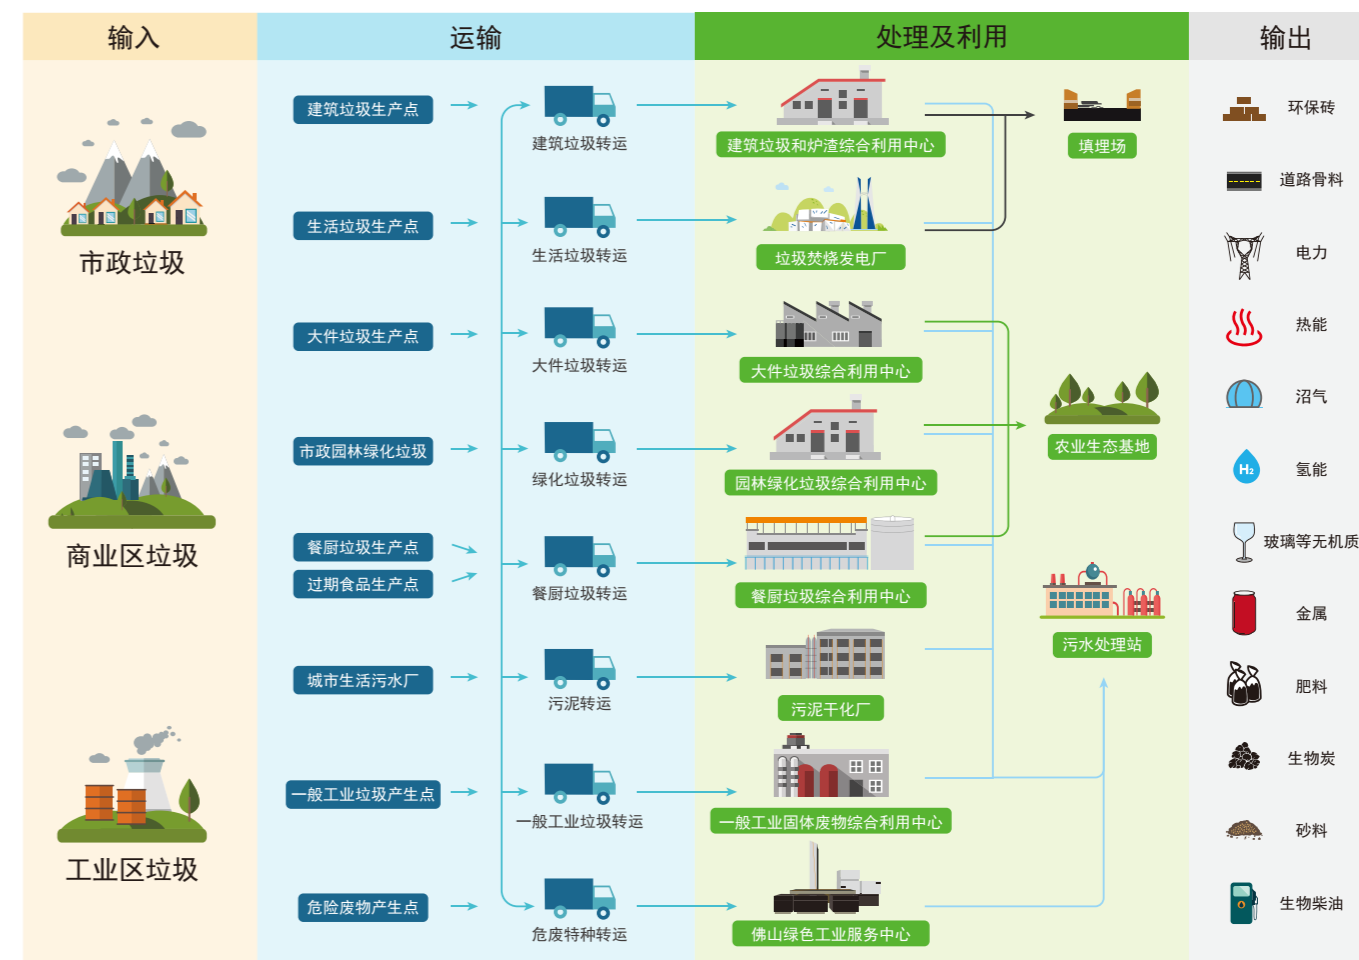 输入
运输
处理及利用
输出
市政垃圾
商业区垃圾
工业区垃圾
建筑垃圾生产点
生活垃圾生产点
大件垃圾生产点
市政园林绿化垃圾
餐厨垃圾生产点
过期食品生产点
城市生活污水厂
一般工业垃圾产生点
危险废物产生点
建筑垃圾转运
生活垃圾转运
大件垃圾转运
绿化垃圾转运
餐厨垃圾转运
污泥转运
一般工业垃圾转运
危废特种转运
建筑垃圾和炉渣综合利用中心
垃圾焚烧发电厂
大件垃圾综合利用中心
园林绿化垃圾综合利用中心
餐厨垃圾综合利用中心
污泥干化厂
一般工业固体废物综合利用中心
佛山绿色工业服务中心
填埋场
农业生态基地
污水处理站
环保砖
道路骨料
电力
热能
沼气
H₂
氢能
玻璃等无机质
金属
肥料
生物炭
砂料
生物柴油